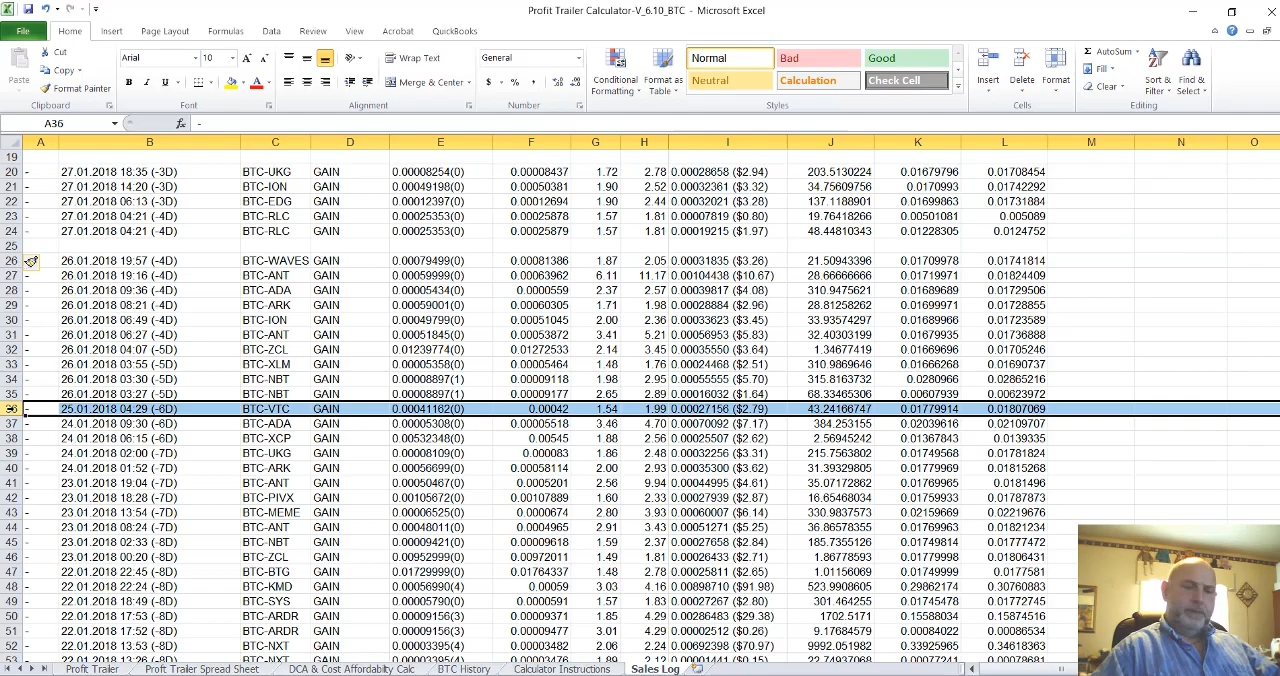 Profit Trailer Calculator-V_6.10_BTC - Microsoft Excel
File Home Insert Page Layout Formulas Data Review View Acrobat QuickBooks
Paste Cut Copy Format Painter Clipboard
Arial 10 B I U Font
Wrap Text Merge & Center Alignment
General $ % , Number
Conditional Formatting Format as Table Normal Bad Good Neutral Calculation Check Cell Styles
Insert Delete Format Cells
Σ AutoSum Fill Clear Sort & Filter Find & Select Editing
A36 fx -
A B C D E F G H I J K L M N O
19
20 - 27.01.2018 18:35 (-3D) BTC-UKG GAIN 0.00008254(0) 0.00008437 1.72 2.78 0.00028658 ($2.94) 203.5130224 0.01679796 0.01708454
21 - 27.01.2018 14:20 (-3D) BTC-ION GAIN 0.00049198(0) 0.00050381 1.90 2.52 0.00032361 ($3.32) 34.75609756 0.0170993 0.01742292
22 - 27.01.2018 06:13 (-3D) BTC-EDG GAIN 0.00012397(0) 0.00012694 1.90 2.44 0.00032021 ($3.28) 137.1188901 0.01699863 0.01731884
23 - 27.01.2018 04:21 (-4D) BTC-RLC GAIN 0.00025353(0) 0.00025878 1.57 1.81 0.00007819 ($0.80) 19.76418266 0.00501081 0.005089
24 - 27.01.2018 04:21 (-4D) BTC-RLC GAIN 0.00025353(0) 0.00025878 1.57 1.81 0.00019215 ($1.97) 48.44810343 0.01228305 0.0124752
25
26 - 26.01.2018 19:57 (-4D) BTC-WAVES GAIN 0.00079499(0) 0.00081386 1.87 2.05 0.00031835 ($3.26) 21.50943396 0.01709978 0.01741814
27 - 26.01.2018 19:16 (-4D) BTC-ANT GAIN 0.00059999(0) 0.00063962 6.11 11.17 0.00104438 ($10.67) 28.66666666 0.01719971 0.01824409
28 - 26.01.2018 09:36 (-4D) BTC-ADA GAIN 0.00005434(0) 0.0000559 2.37 2.57 0.00039817 ($4.08) 310.9475621 0.01689689 0.01729506
29 - 26.01.2018 08:21 (-4D) BTC-ARK GAIN 0.00059001(0) 0.00060305 1.71 1.98 0.00028884 ($2.96) 28.81258262 0.01699971 0.01728855
30 - 26.01.2018 06:49 (-4D) BTC-ION GAIN 0.00049799(0) 0.00051043 2.00 2.23 0.00033623 ($3.45) 33.93574297 0.01689966 0.01723589
31 - 26.01.2018 06:27 (-4D) BTC-ANT GAIN 0.00051845(0) 0.00053872 3.41 5.21 0.00056951 ($5.83) 32.40303199 0.01679935 0.01736888
32 - 26.01.2018 04:07 (-5D) BTC-ZCL GAIN 0.01239774(0) 0.01272533 2.14 3.45 0.00035550 ($3.64) 1.34677419 0.01669696 0.01705246
33 - 26.01.2018 03:55 (-5D) BTC-XLM GAIN 0.00005358(0) 0.00005464 1.48 1.76 0.00024468 ($2.51) 311.9402985 0.01666976 0.01690737
34 - 26.01.2018 03:30 (-5D) BTC-NBT GAIN 0.00008897(1) 0.00009118 1.98 2.95 0.00055555 ($5.70) 315.8163732 0.0280966 0.02865216
35 - 26.01.2018 03:27 (-5D) BTC-NBT GAIN 0.00008897(1) 2.65 2.89 0.00016032 ($1.64) 68.33465306 0.00607939 0.00623972
36 - 25.01.2018 04:29 (-6D) BTC-VTC GAIN 0.00041162(0) 0.00042 1.54 1.99 0.00027156 ($2.79) 43.24166747 0.01779914 0.01807069
37 - 24.01.2018 09:30 (-6D) BTC-ADA GAIN 0.00005308(0) 0.00005518 3.46 4.70 0.00070092 ($7.17) 384.253155 0.02039616 0.02109707
38 - 24.01.2018 06:15 (-6D) BTC-XCP GAIN 0.00532348(0) 0.00545 1.88 2.56 0.00025507 ($2.62) 2.56945242 0.01367843 0.0139335
39 - 24.01.2018 02:00 (-7D) BTC-UKG GAIN 0.00008109(0) 0.000083 1.86 2.48 0.00032256 ($3.31) 215.7563802 0.01749568 0.01781824
40 - 24.01.2018 01:52 (-7D) BTC-ARK GAIN 0.00056699(0) 0.00058114 2.00 2.93 0.00035300 ($3.62) 31.39329805 0.01779969 0.01815268
41 - 23.01.2018 19:04 (-7D) BTC-ANT GAIN 0.00050467(0) 2.56 9.94 0.00044995 ($4.61) 35.07172862 0.0181496
42 - 23.01.2018 18:28 (-7D) BTC-PIVX GAIN 0.00105672(0) 0.00107889 1.60 2.33 0.00027939 ($2.87) 16.65468034 0.01759933 0.01787873
43 - 23.01.2018 13:54 (-7D) BTC-MEME GAIN 0.00006525(0) 0.0000674 2.80 3.93 0.00060007 ($6.14) 330.9837573 0.02159669 0.02219676
44 - 23.01.2018 08:24 (-7D) BTC-ANT GAIN 0.00048011(0) 0.0004965 2.91 3.43 0.00051271 ($5.25) 36.86578355 0.01821234
45 - 23.01.2018 02:33 (-8D) BTC-NBT GAIN 0.00009421(0) 0.00009618 1.59 2.37 0.00027658 ($2.84) 185.7355126 0.01777472
46 - 23.01.2018 00:33 (-8D) BTC-ZCL GAIN 0.00972011(0) 1.49 1.81 0.00026433 ($2.71) 1.86778593 0.01779998 0.01806431
47 - 22.01.2018 22:45 (-8D) BTC-BTG GAIN 0.01729999(0) 0.01764337 1.48 2.78 0.00025811 ($2.65) 1.01156069 0.01749999 0.0177581
48 - 22.01.2018 22:36 (-8D) BTC-KMD GAIN 0.00056990(4) 0.00059 3.03 4.16 0.00898710 ($91.98) 523.9908605 0.29862174 0.30760883
49 - 22.01.2018 18:49 (-8D) BTC-SYS GAIN 0.00005790(0) 0.0000591 1.57 1.83 0.00027267 ($2.80) 301.464255 0.01745478 0.01772745
50 - 22.01.2018 17:53 (-8D) BTC-ARDR GAIN 0.00009156(3) 0.00009342 1.85 4.29 0.00286483 ($29.38) 1702.5171 0.15588034 0.15874516
51 - 22.01.2018 17:52 (-8D) BTC-ARDR GAIN 0.00009156(3) 0.00009477 3.01 4.29 0.00002512 ($0.26) 9.17684579 0.00084022 0.00086534
52 - 22.01.2018 14:45 (-8D) BTC-NXT GAIN 0.00003395(4) 2.06 4.10 0.00692398 ($70.97) 9992.051982 0.33925965 0.34618363
Profit Trailer Profit Trailer Spread Sheet DCA & Cost Affordabilty Calc BTC History Calculator Instructions Sales Log